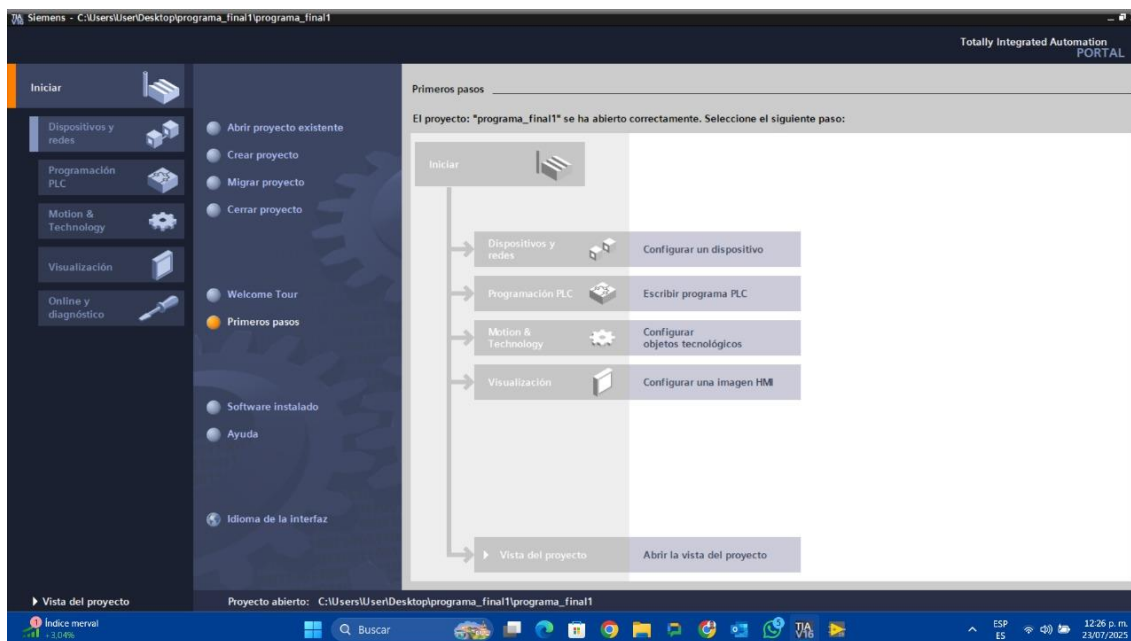 Siemens - C:\Users\User\Desktop\programa_final1\programa_final1
Totally Integrated Automation
PORTAL
Iniciar
Dispositivos y
redes
Programación
PLC
Motion &
Technology
Visualización
Online y
diagnóstico
Abrir proyecto existente
Crear proyecto
Migrar proyecto
Cerrar proyecto
Welcome Tour
Primeros pasos
Software instalado
Ayuda
Idioma de la interfaz
Primeros pasos
El proyecto: "programa_final1" se ha abierto correctamente. Seleccione el siguiente paso:
Iniciar
Dispositivos y
redes
Configurar un dispositivo
Programación PLC
Escribir programa PLC
Motion &
Technology
Configurar
objetos tecnológicos
Visualización
Configurar una imagen HMI
Vista del proyecto
Abrir la vista del proyecto
Vista del proyecto
Proyecto abierto: C:\Users\User\Desktop\programa_final1\programa_final1
1
Índice merval
+3,04%
Buscar
TIA
V16
ESP
ES
12:26 p. m.
23/07/2025